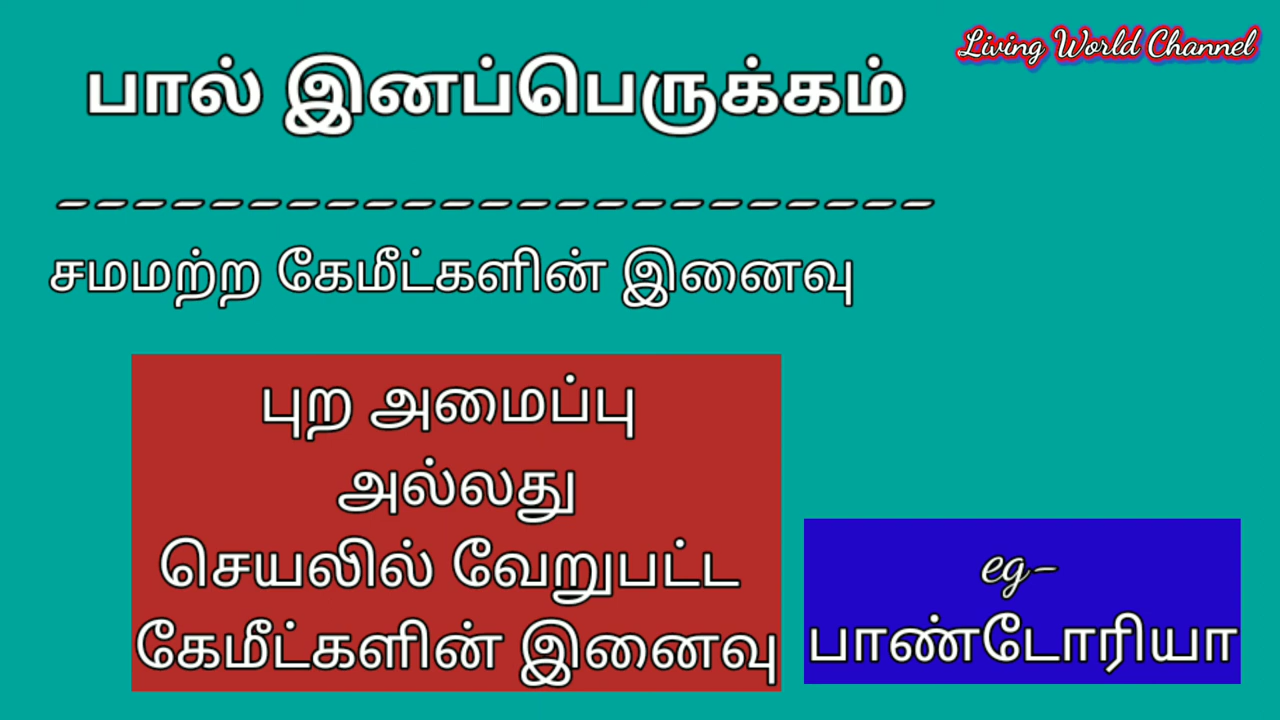 Living World Channel
பால் இனப்பெருக்கம்
-----------------------
சமமற்ற கேமீட்களின் இனைவு
புற அமைப்பு
அல்லது
செயலில் வேறுபட்ட
கேமீட்களின் இனைவு
eg-
பாண்டோரியா